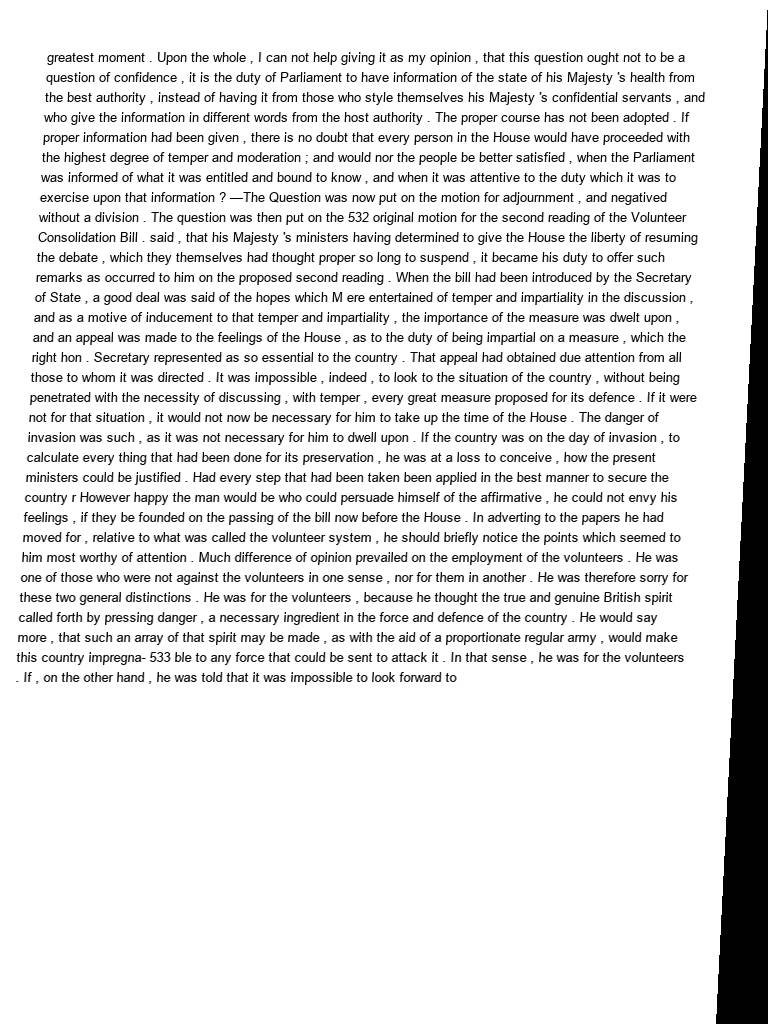 greatest moment . Upon the whole , I can not help giving it as my opinion , that this question ought not to be a
question of confidence , it is the duty of Parliament to have information of the state of his Majesty 's health from
the best authority , instead of having it from those who style themselves his Majesty 's confidential servants , and
who give the information in different words from the host authority . The proper course has not been adopted . If
proper information had been given , there is no doubt that every person in the House would have proceeded with
the highest degree of temper and moderation ; and would nor the people be better satisfied , when the Parliament
was informed of what it was entitled and bound to know , and when it was attentive to the duty which it was to
exercise upon that information ? —The Question was now put on the motion for adjournment , and negatived
without a division . The question was then put on the 532 original motion for the second reading of the Volunteer
Consolidation Bill . said , that his Majesty 's ministers having determined to give the House the liberty of resuming
the debate , which they themselves had thought proper so long to suspend , it became his duty to offer such
remarks as occurred to him on the proposed second reading . When the bill had been introduced by the Secretary
of State , a good deal was said of the hopes which M ere entertained of temper and impartiality in the discussion ,
and as a motive of inducement to that temper and impartiality , the importance of the measure was dwelt upon ,
and an appeal was made to the feelings of the House , as to the duty of being impartial on a measure , which the
right hon . Secretary represented as so essential to the country . That appeal had obtained due attention from all
those to whom it was directed . It was impossible , indeed , to look to the situation of the country , without being
penetrated with the necessity of discussing , with temper , every great measure proposed for its defence . If it were
not for that situation , it would not now be necessary for him to take up the time of the House . The danger of
invasion was such , as it was not necessary for him to dwell upon . If the country was on the day of invasion , to
calculate every thing that had been done for its preservation , he was at a loss to conceive , how the present
ministers could be justified . Had every step that had been taken been applied in the best manner to secure the
country r However happy the man would be who could persuade himself of the affirmative , he could not envy his
feelings , if they be founded on the passing of the bill now before the House . In adverting to the papers he had
moved for , relative to what was called the volunteer system , he should briefly notice the points which seemed to
him most worthy of attention . Much difference of opinion prevailed on the employment of the volunteers . He was
one of those who were not against the volunteers in one sense , nor for them in another . He was therefore sorry for
these two general distinctions . He was for the volunteers , because he thought the true and genuine British spirit
called forth by pressing danger , a necessary ingredient in the force and defence of the country . He would say
more , that such an array of that spirit may be made , as with the aid of a proportionate regular army , would make
this country impregna- 533 ble to any force that could be sent to attack it . In that sense , he was for the volunteers
. If , on the other hand , he was told that it was impossible to look forward to